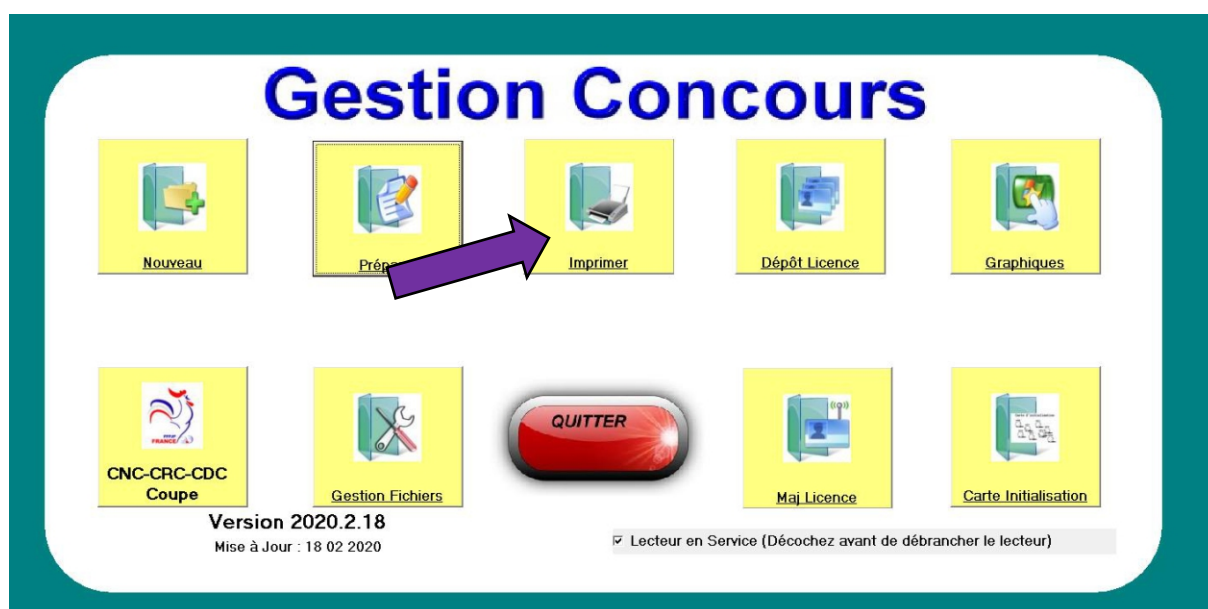 Gestion Concours
Nouveau
Imprimer
Dépôt Licence
Graphiques
CNC-CRC-CDC
Coupe
Gestion Fichiers
QUITTER
Maj Licence
Carte Initialisation
Version 2020.2.18
Mise à Jour : 18 02 2020
Lecteur en Service (Décochez avant de débrancher le lecteur)